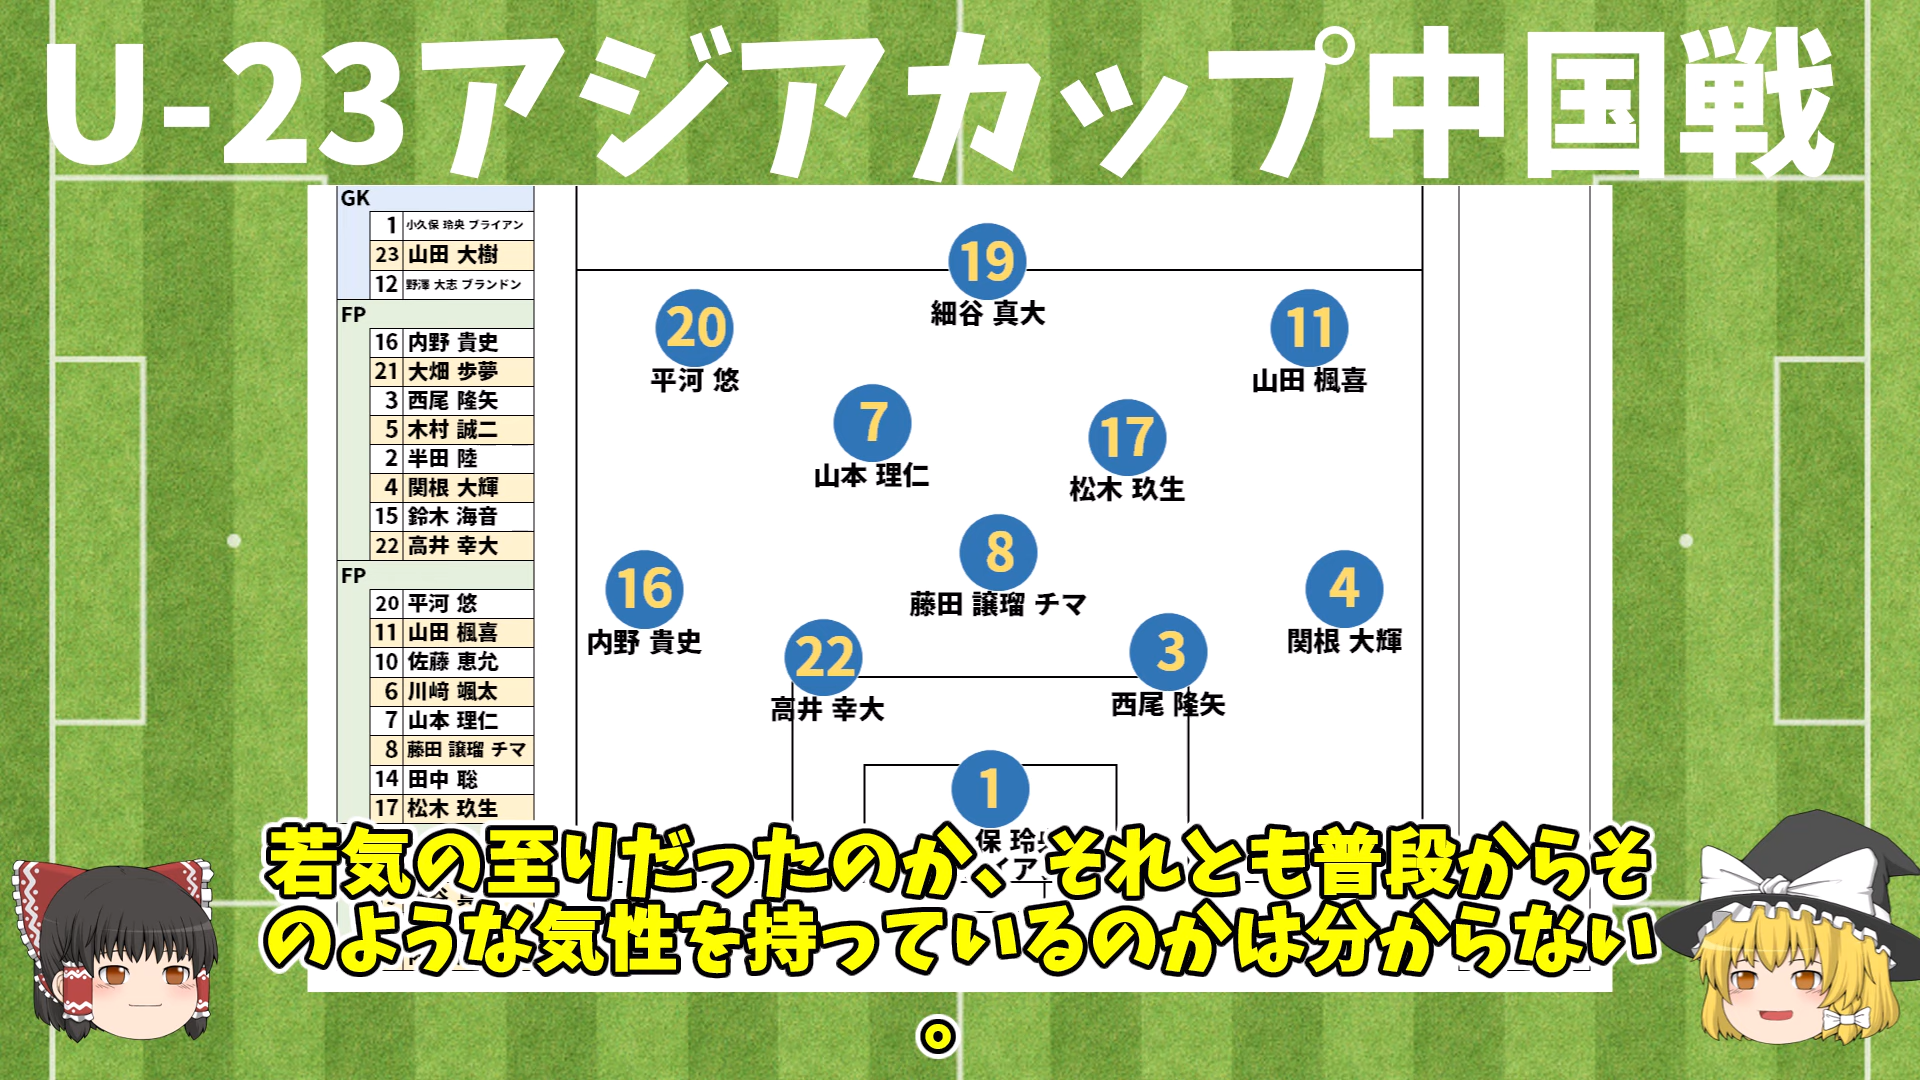 U-23アジアカップ中国戦
GK
1 小久保 玲央 ブライアン
23 山田 大樹
12 野澤 大志 ブランドン
FP
16 内野 貴史
21 大畑 歩夢
3 西尾 隆矢
5 木村 誠二
2 半田 陸
4 関根 大輝
15 鈴木 海音
22 高井 幸大
FP
20 平河 悠
11 山田 楓喜
10 佐藤 恵允
6 川﨑 颯太
7 山本 理仁
8 藤田 譲瑠 チマ
14 田中 聡
17 松木 玖生
19
細谷 真大
20
平河 悠
11
山田 楓喜
7
山本 理仁
17
松木 玖生
8
藤田 譲瑠 チマ
16
内野 貴史
4
関根 大輝
22
高井 幸大
3
西尾 隆矢
1
保 玲
イア
若気の至りだったのか、それとも普段からそ
のような気性を持っているのかは分からない
。